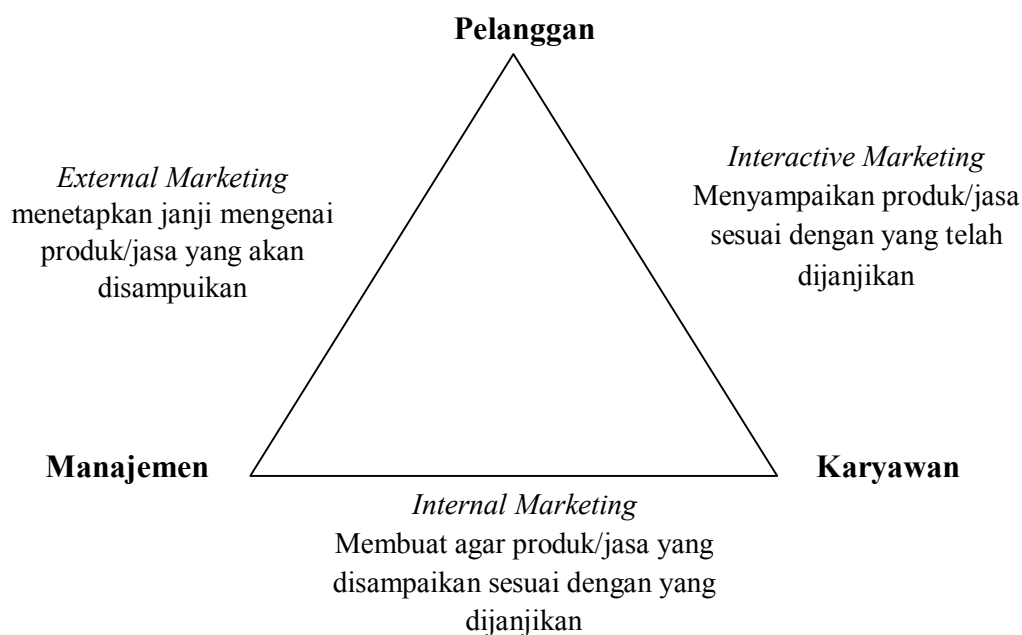 Pelanggan
External Marketing
menetapkan janji mengenai
produk/jasa yang akan
disampuikan
Interactive Marketing
Menyampaikan produk/jasa
sesuai dengan yang telah
dijanjikan
Manajemen
Karyawan
Internal Marketing
Membuat agar produk/jasa yang
disampaikan sesuai dengan yang
dijanjikan